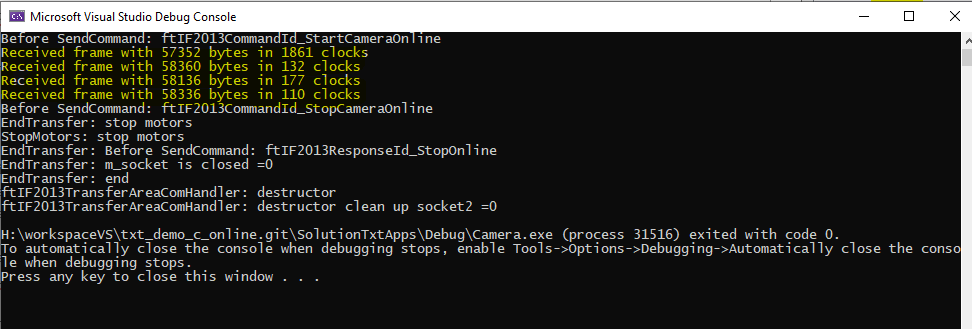 Microsoft Visual Studio Debug Console
Before SendCommand: ftIF2013CommandId_StartCameraOnline
Received frame with 57352 bytes in 1861 clocks
Received frame with 58360 bytes in 132 clocks
Received frame with 58136 bytes in 177 clocks
Received frame with 58336 bytes in 110 clocks
Before SendCommand: ftIF2013CommandId_StopCameraOnline
EndTransfer: stop motors
StopMotors: stop motors
EndTransfer: Before SendCommand: ftIF2013ResponseId_StopOnline
EndTransfer: m_socket is closed =0
EndTransfer: end
ftIF2013TransferAreaComHandler: destructor
ftIF2013TransferAreaComHandler: destructor clean up socket2 =0
H:\workspaceVS\txt_demo_c_online.git\SolutionTxtApps\Debug\Camera.exe (process 31516) exited with code 0.
To automatically close the console when debugging stops, enable Tools->Options->Debugging->Automatically close the conso
le when debugging stops.
Press any key to close this window . . .